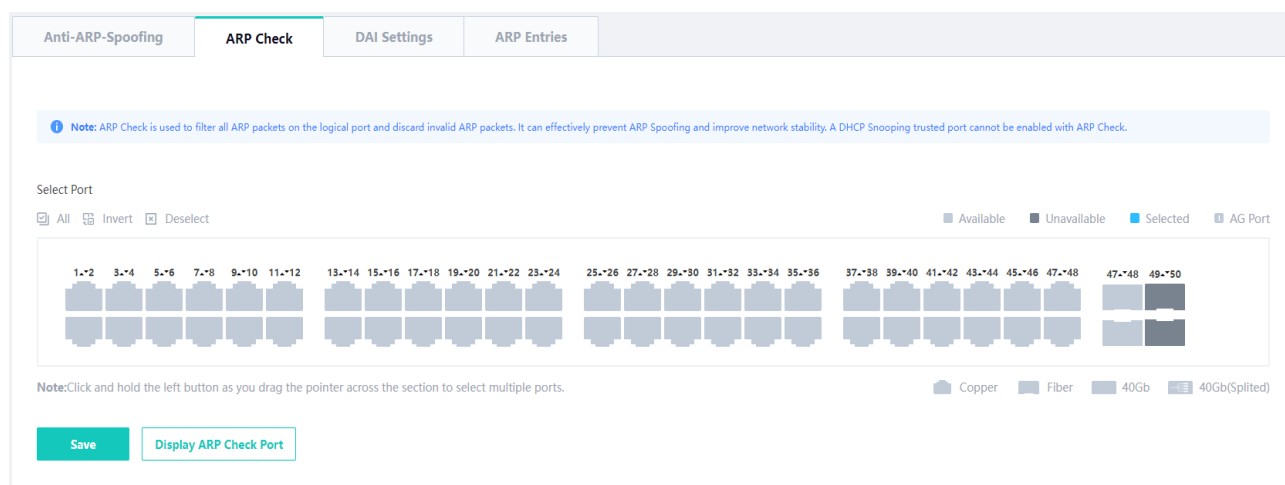 Anti-ARP-Spoofing ARP Check DAI Settings ARP Entries
Note: ARP Check is used to filter all ARP packets on the logical port and discard invalid ARP packets. It can effectively prevent ARP Spoofing and improve network stability. A DHCP Snooping trusted port cannot be enabled with ARP Check.
Select Port
All Invert Deselect Available Unavailable Selected AG Port
1 2 3 4 5 6 7 8 9 10 11 12 13 14 15 16 17 18 19 20 21 22 23 24 25 26 27 28 29 30 31 32 33 34 35 36 37 38 39 40 41 42 43 44 45 46 47 48 47 48 49 50
Note:Click and hold the left button as you drag the pointer across the section to select multiple ports. Copper Fiber 40Gb 40Gb(Splited)
Save Display ARP Check Port